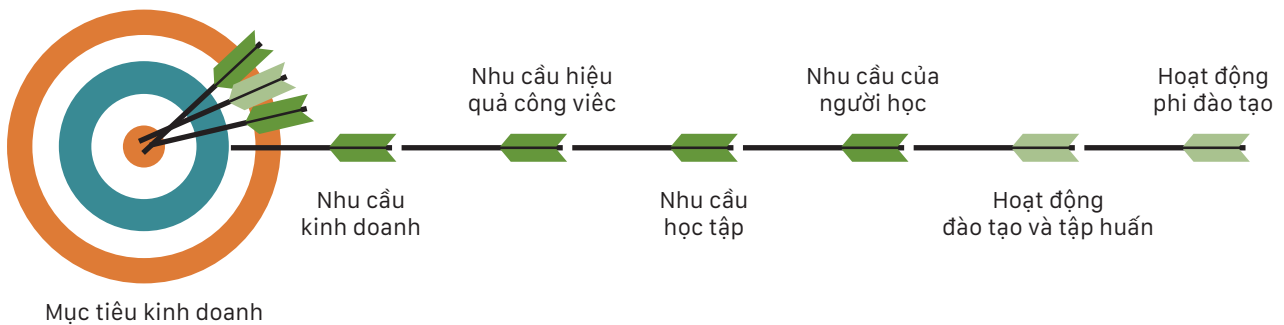 Nhu cầu hiệu
quả công viêc
Nhu cầu của
người học
Hoạt động
phi đào tạo
Nhu cầu
kinh doanh
Nhu cầu
học tập
Hoạt động
đào tạo và tập huấn
Mục tiêu kinh doanh